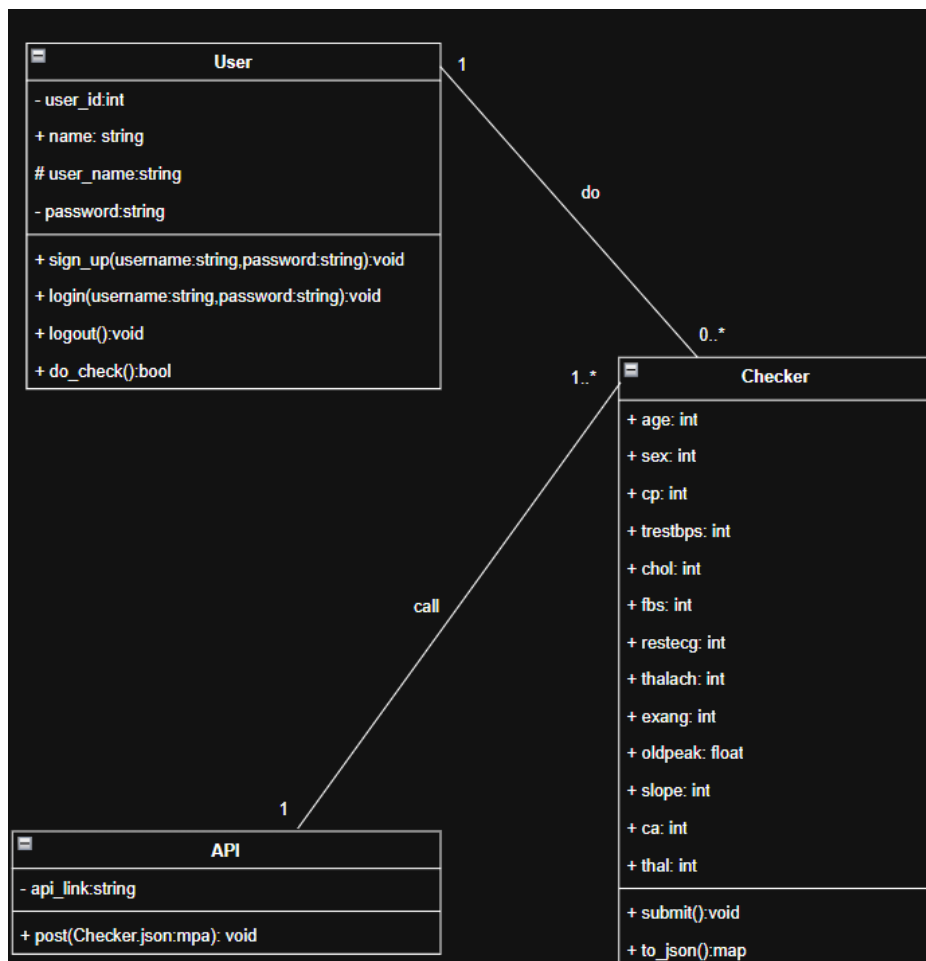 User
- user_id:int
+ name: string
# user_name:string
- password:string
+ sign_up(username:string,password:string):void
+ login(username:string,password:string):void
+ logout():void
+ do_check():bool
1
do
0..*
1..*
Checker
+ age: int
+ sex: int
+ cp: int
+ trestbps: int
+ chol: int
+ fbs: int
+ restecg: int
+ thalach: int
+ exang: int
+ oldpeak: float
+ slope: int
+ ca: int
+ thal: int
+ submit():void
+ to_json():map
call
1
API
- api_link:string
+ post(Checker.json:mpa): void